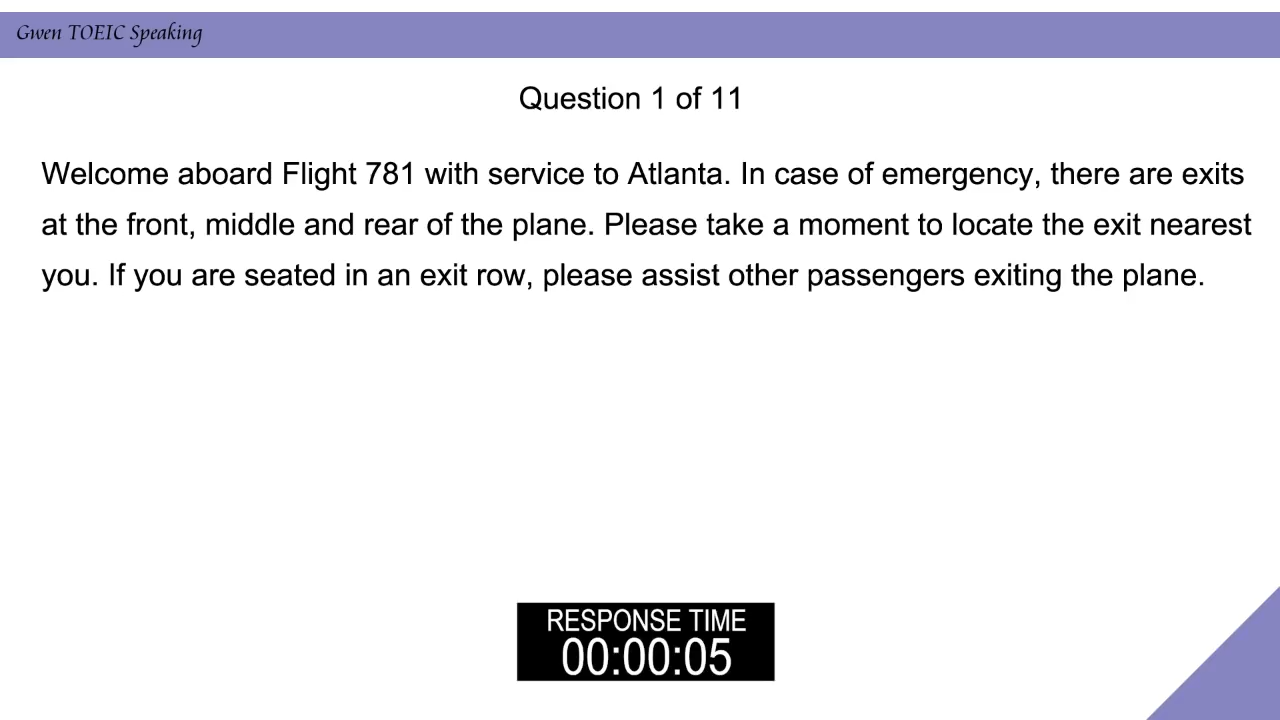 Gwen TOEIC Speaking
Question 1 of 11
Welcome aboard Flight 781 with service to Atlanta. In case of emergency, there are exits
at the front, middle and rear of the plane. Please take a moment to locate the exit nearest
you. If you are seated in an exit row, please assist other passengers exiting the plane.
RESPONSE TIME
00:00:05